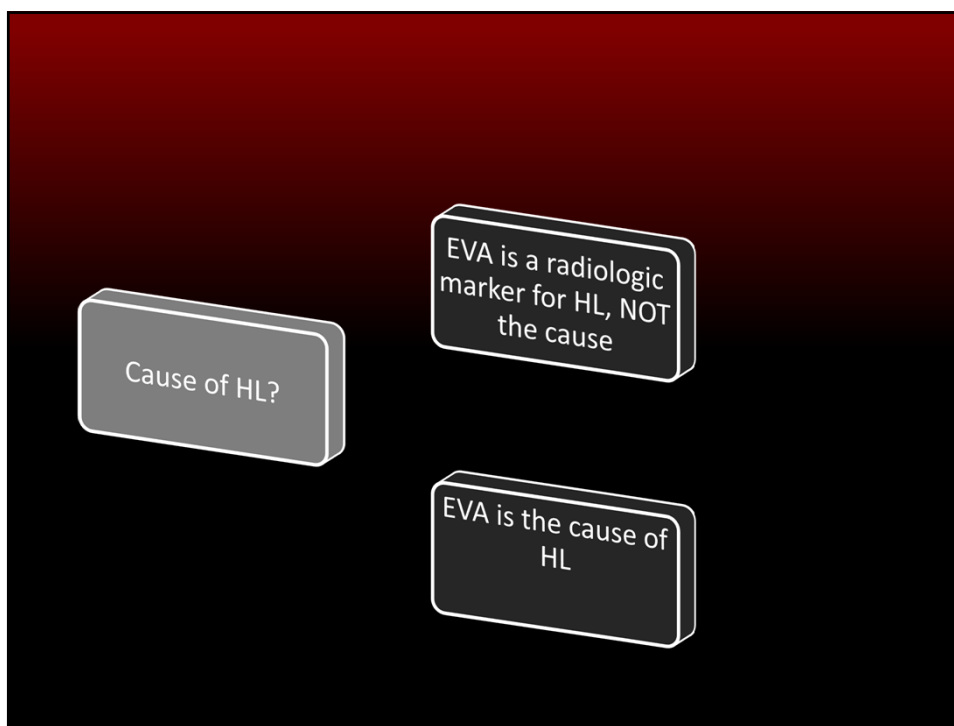 Cause of HL?
EVA is a radiologic
marker for HL, NOT
the cause
EVA is the cause of
HL